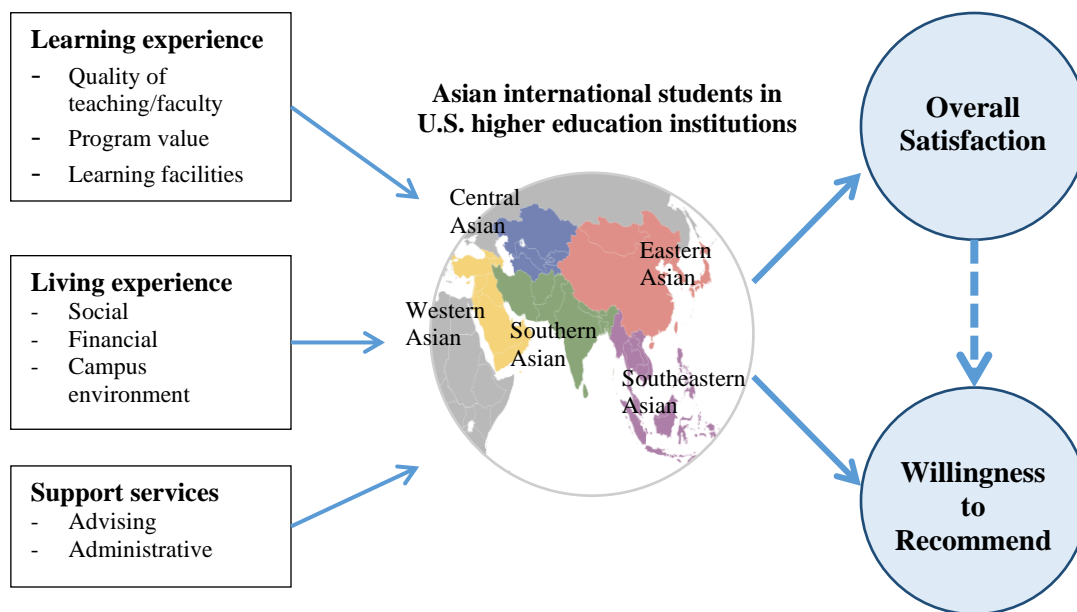 Learning experience
- Quality of
teaching/faculty
- Program value
- Learning facilities
Living experience
- Social
- Financial
- Campus
environment
Support services
- Advising
- Administrative
Asian international students in
U.S. higher education institutions
Central
Asian
Eastern
Asian
Western
Asian
Southern
Asian
Southeastern
Asian
Overall
Satisfaction
Willingness
to
Recommend